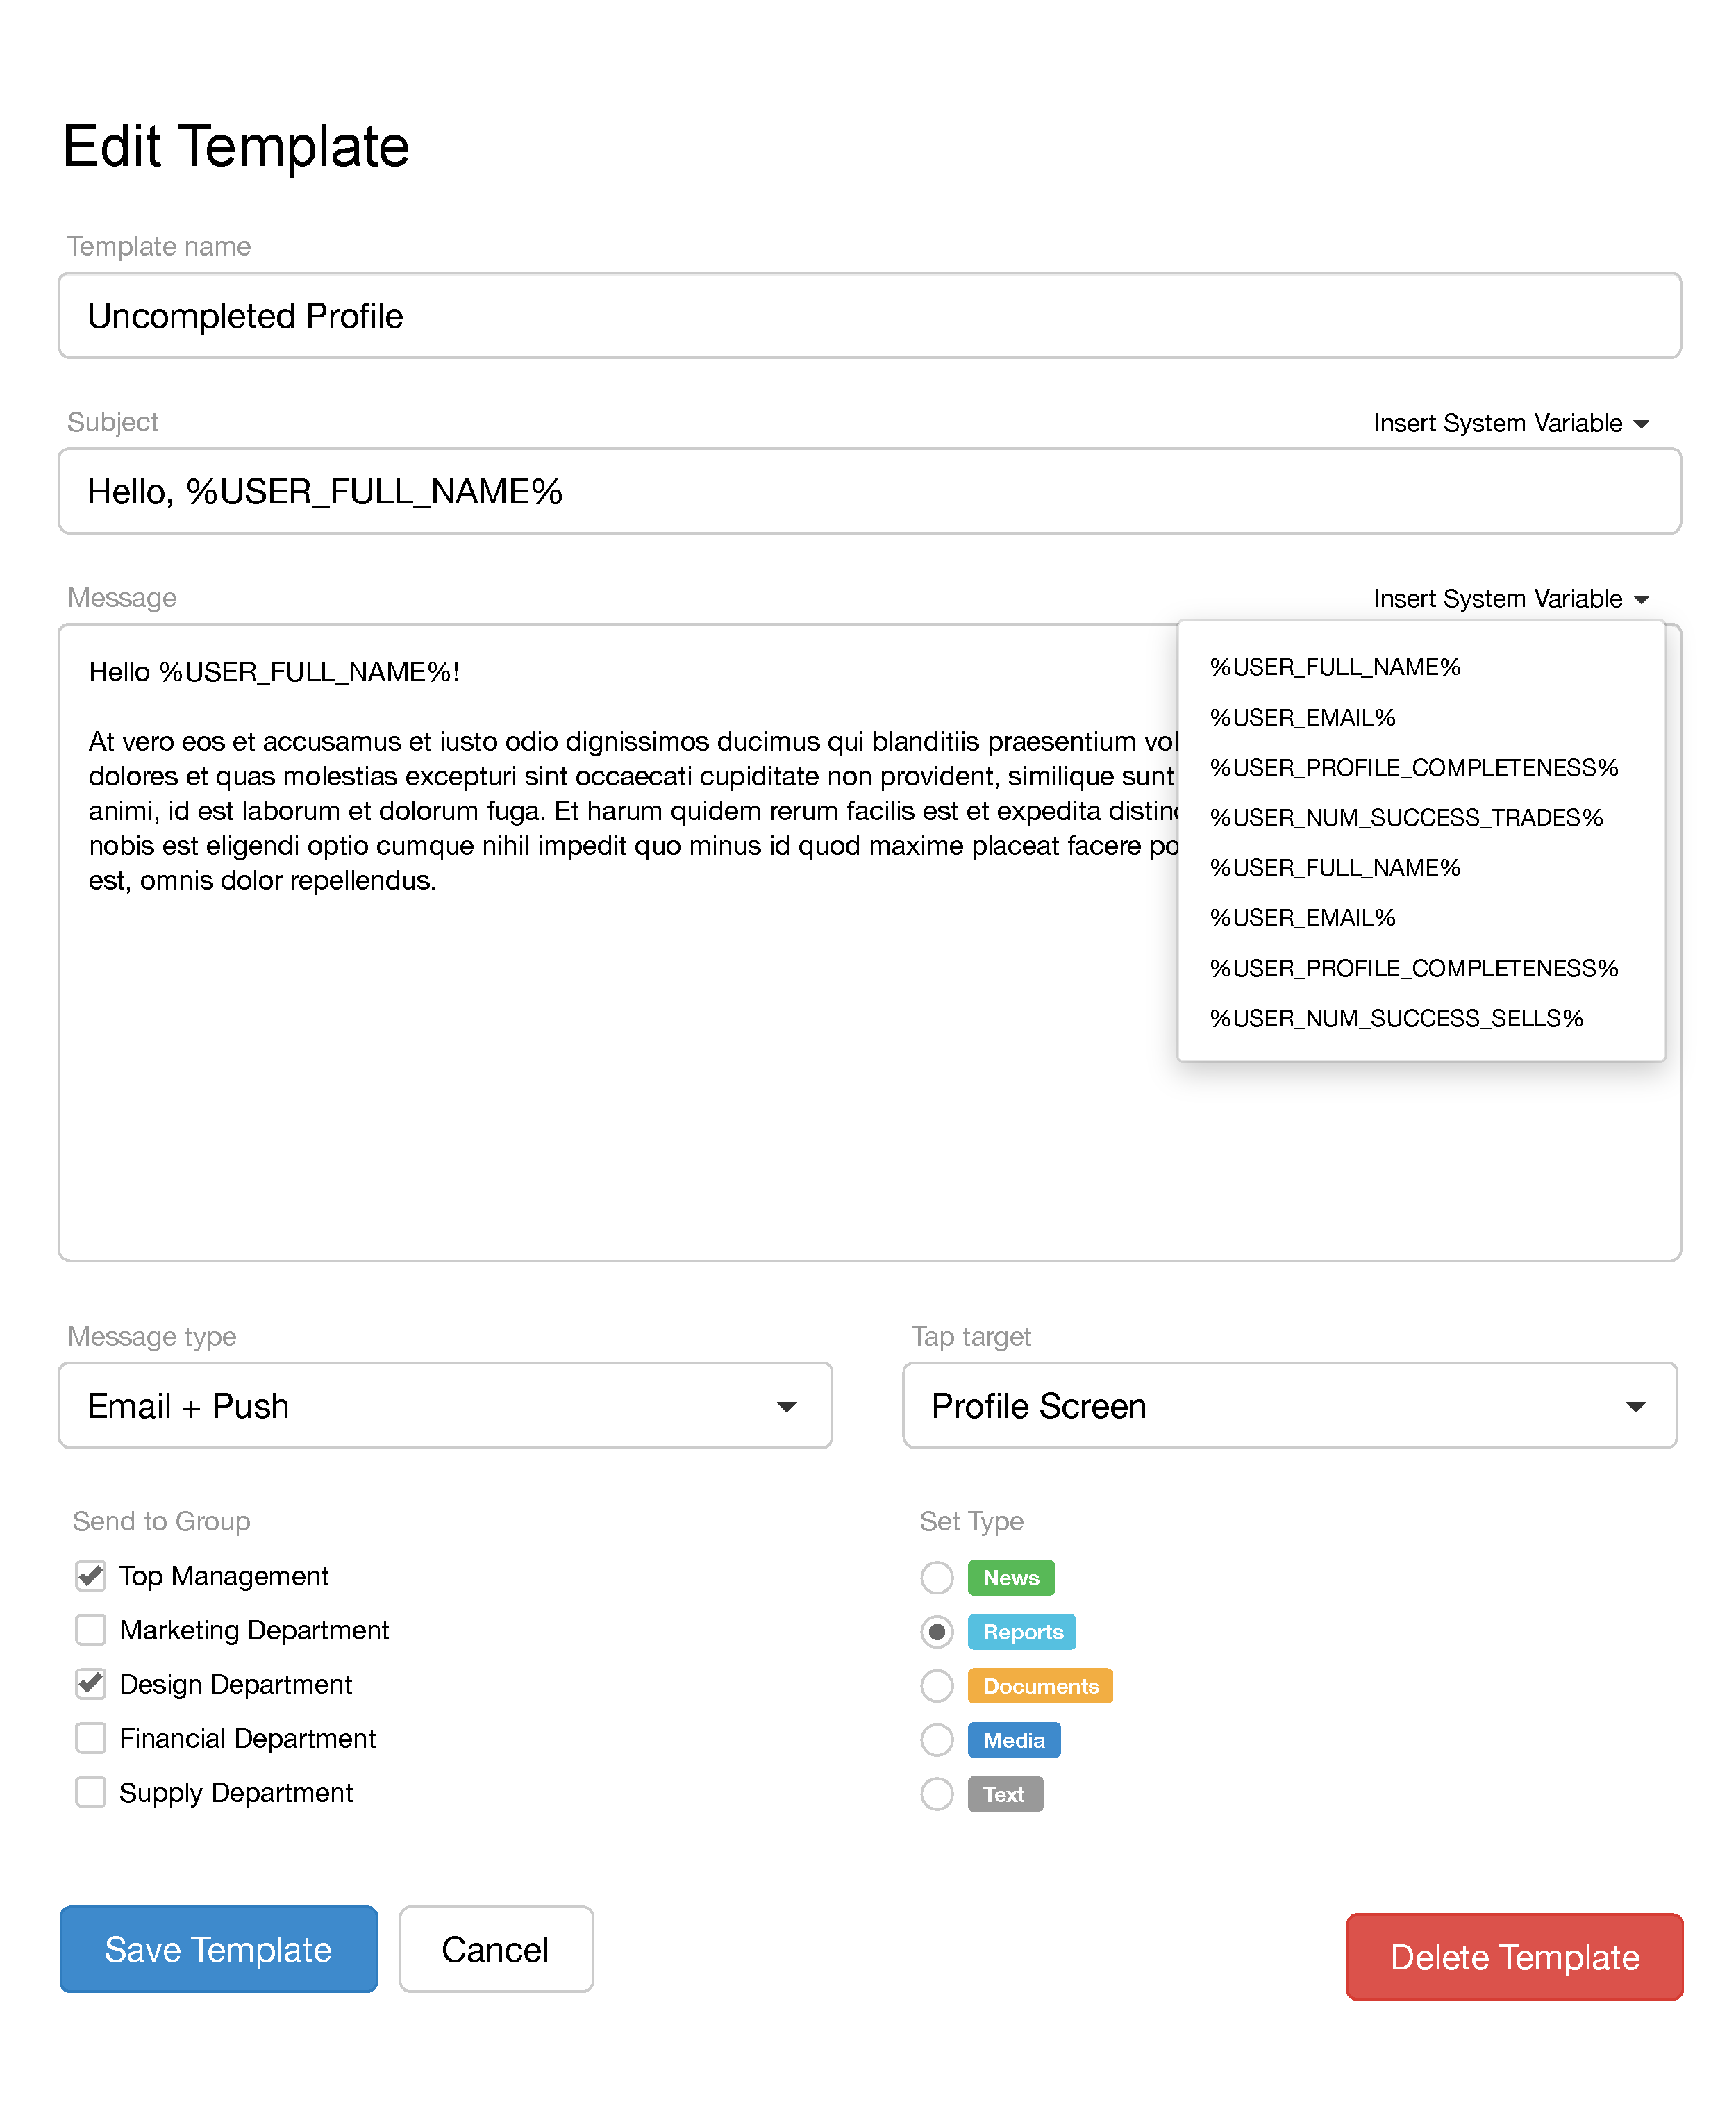 Edit Template
Template name
Uncompleted Profile
Subject
Insert System Variable
Hello, %USER_FULL_NAME%
Message
Insert System Variable
Hello %USER_FULL_NAME%!
At vero eos et accusamus et iusto odio dignissimos ducimus qui blanditiis praesentium
dolores et quas molestias excepturi sint occaecati cupiditate non provident, similique sunt
animi, id est laborum et dolorum fuga. Et harum quidem rerum facilis est et expedita
nobis est eligendi optio cumque nihil impedit quo minus id quod maxime placeat facere
est, omnis dolor repellendus.
%USER_FULL_NAME%
%USER_EMAIL%
%USER_PROFILE_COMPLETENESS%
%USER_NUM_SUCCESS_TRADES%
%USER_FULL_NAME%
%USER_EMAIL%
%USER_PROFILE_COMPLETENESS%
%USER_NUM_SUCCESS_SELLS%
Message type
Email + Push
Tap target
Profile Screen
Send to Group
Top Management
Marketing Department
Design Department
Financial Department
Supply Department
Set Type
News
Reports
Documents
Media
Text
Save Template
Cancel
Delete Template